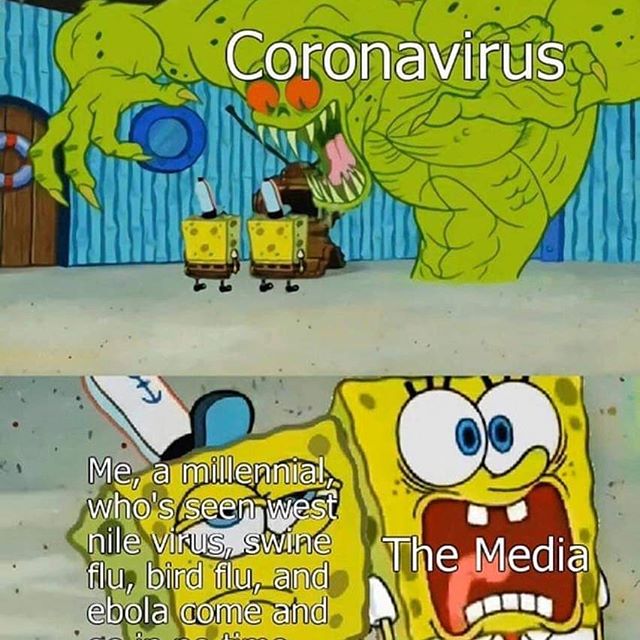 Coronavirus
Me, a millennial,
who's seen west
nile virus, swine
flu, bird flu, and
ebola come and
The Media